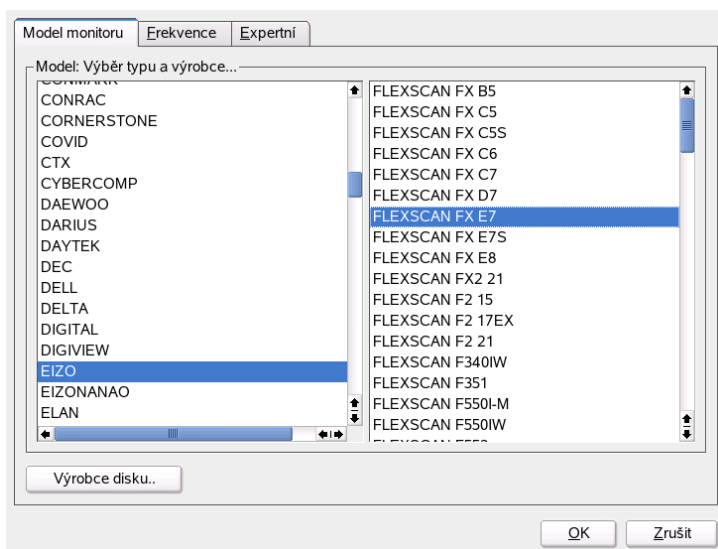 Model monitoru
Frekvence
Expertní
Model: Výběr typu a výrobce...
CONRAC
CORNERSTONE
COVID
CTX
CYBERCOMP
DAEWOO
DARIUS
DAYTEK
DEC
DELL
DELTA
DIGITAL
DIGIVIEW
EIZO
EIZONANAO
ELAN
FLEXSCAN FX B5
FLEXSCAN FX C5
FLEXSCAN FX C5S
FLEXSCAN FX C6
FLEXSCAN FX C7
FLEXSCAN FX D7
FLEXSCAN FX E7
FLEXSCAN FX E7S
FLEXSCAN FX E8
FLEXSCAN FX2 21
FLEXSCAN F2 15
FLEXSCAN F2 17EX
FLEXSCAN F2 21
FLEXSCAN F340IW
FLEXSCAN F351
FLEXSCAN F550I-M
FLEXSCAN F550IW
Výrobce disku..
OK
Zrušit